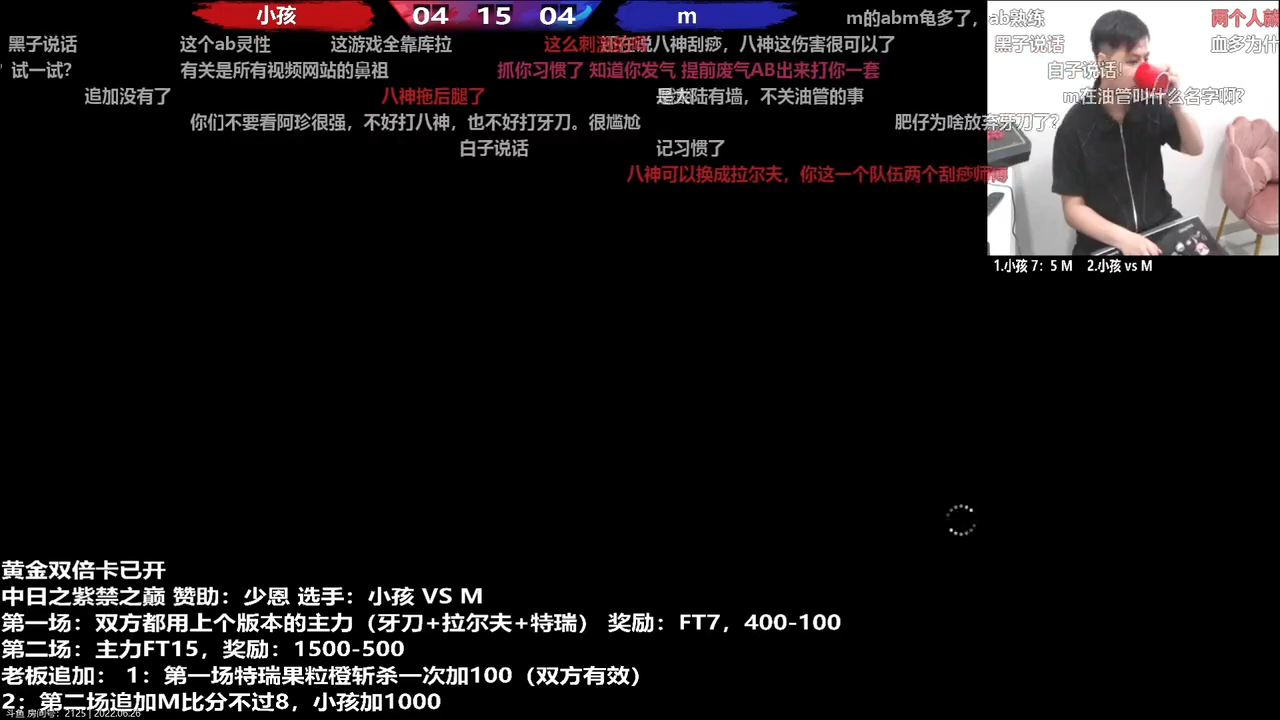 小孩
04 15 04
m
m的abm龟多了，ab熟练
两个人
黑子说话
这个ab灵性
这游戏全靠库拉
这么刺
还在说八神刮痧，八神这伤害很可以了
黑子说话
血多为什
试一试？
有关是所有视频网站的鼻祖
抓你习惯了 知道你发气 提前废气AB出来打你一套
白子说话！
追加没有了
八神拖后腿了
大陆有墙，不关油管的事
m在油管叫什么名字啊？
你们不要看阿珍很强，不好打八神，也不好打牙刀。很尴尬
肥仔为啥放弃牙刀了？
白子说话
记习惯了
八神可以换成拉尔夫，你这一个队伍两个刮痧师傅
1.小孩 7：5 M 2.小孩 vs M
黄金双倍卡已开
中日之紫禁之巅 赞助：少恩 选手：小孩 VS M
第一场：双方都用上个版本的主力（牙刀+拉尔夫+特瑞） 奖励：FT7，400-100
第二场：主力FT15，奖励：1500-500
老板追加： 1：第一场特瑞果粒橙斩杀一次加100（双方有效）
2：第二场追加M比分不过8，小孩加1000
斗鱼 房间号：2125 | 2022.06.26